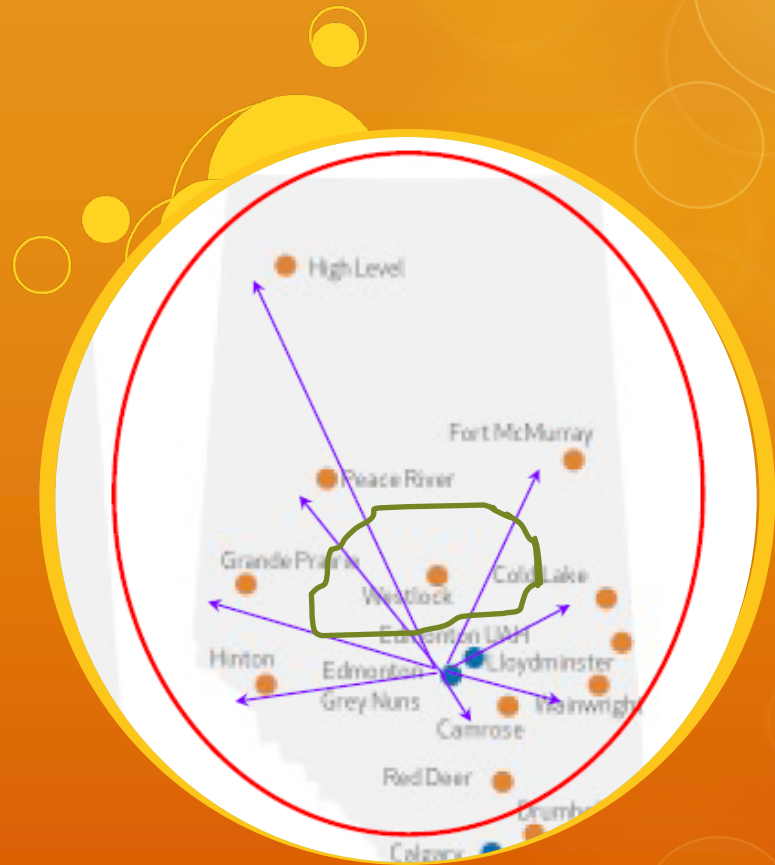 High Level
Fort McMurray
Peace River
Grande Prairie
Cold Lake
Westlock
Edmonton UAH
Hinton
Lloydminster
Edmonton
Grey Nuns
Wainwright
Camrose
Red Deer
Calgary